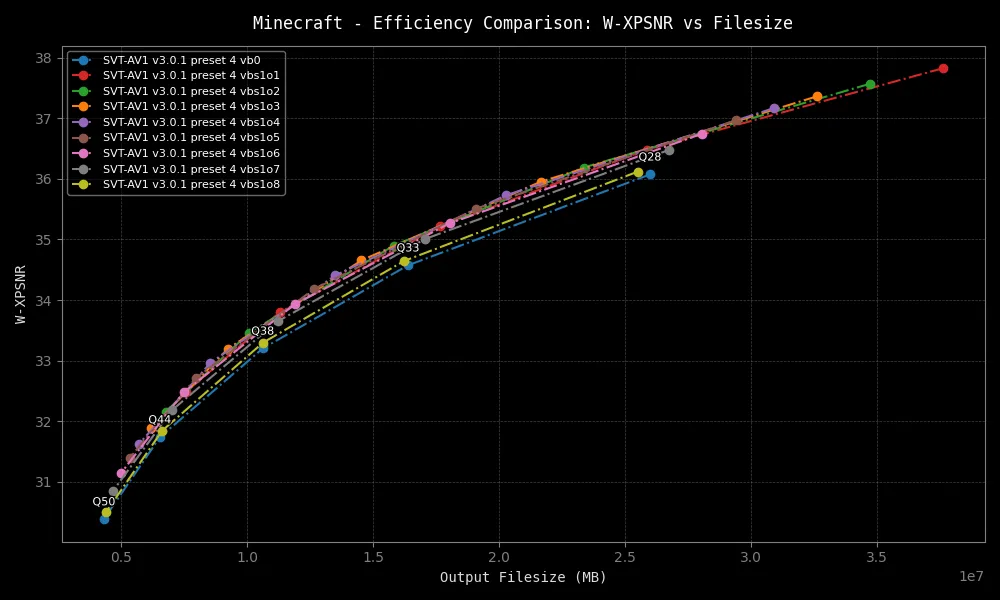 Minecraft - Efficiency Comparison: W-XPSNR vs Filesize
SVT-AV1 v3.0.1 preset 4 vb0
SVT-AV1 v3.0.1 preset 4 vbs1o1
SVT-AV1 v3.0.1 preset 4 vbs1o2
SVT-AV1 v3.0.1 preset 4 vbs1o3
SVT-AV1 v3.0.1 preset 4 vbs1o4
SVT-AV1 v3.0.1 preset 4 vbs1o5
SVT-AV1 v3.0.1 preset 4 vbs1o6
SVT-AV1 v3.0.1 preset 4 vbs1o7
SVT-AV1 v3.0.1 preset 4 vbs1o8
38
37
36
35
34
33
32
31
W-XPSNR
Q28
Q33
Q38
Q44
Q50
0.5 1.0 1.5 2.0 2.5 3.0 3.5
1e7
Output Filesize (MB)